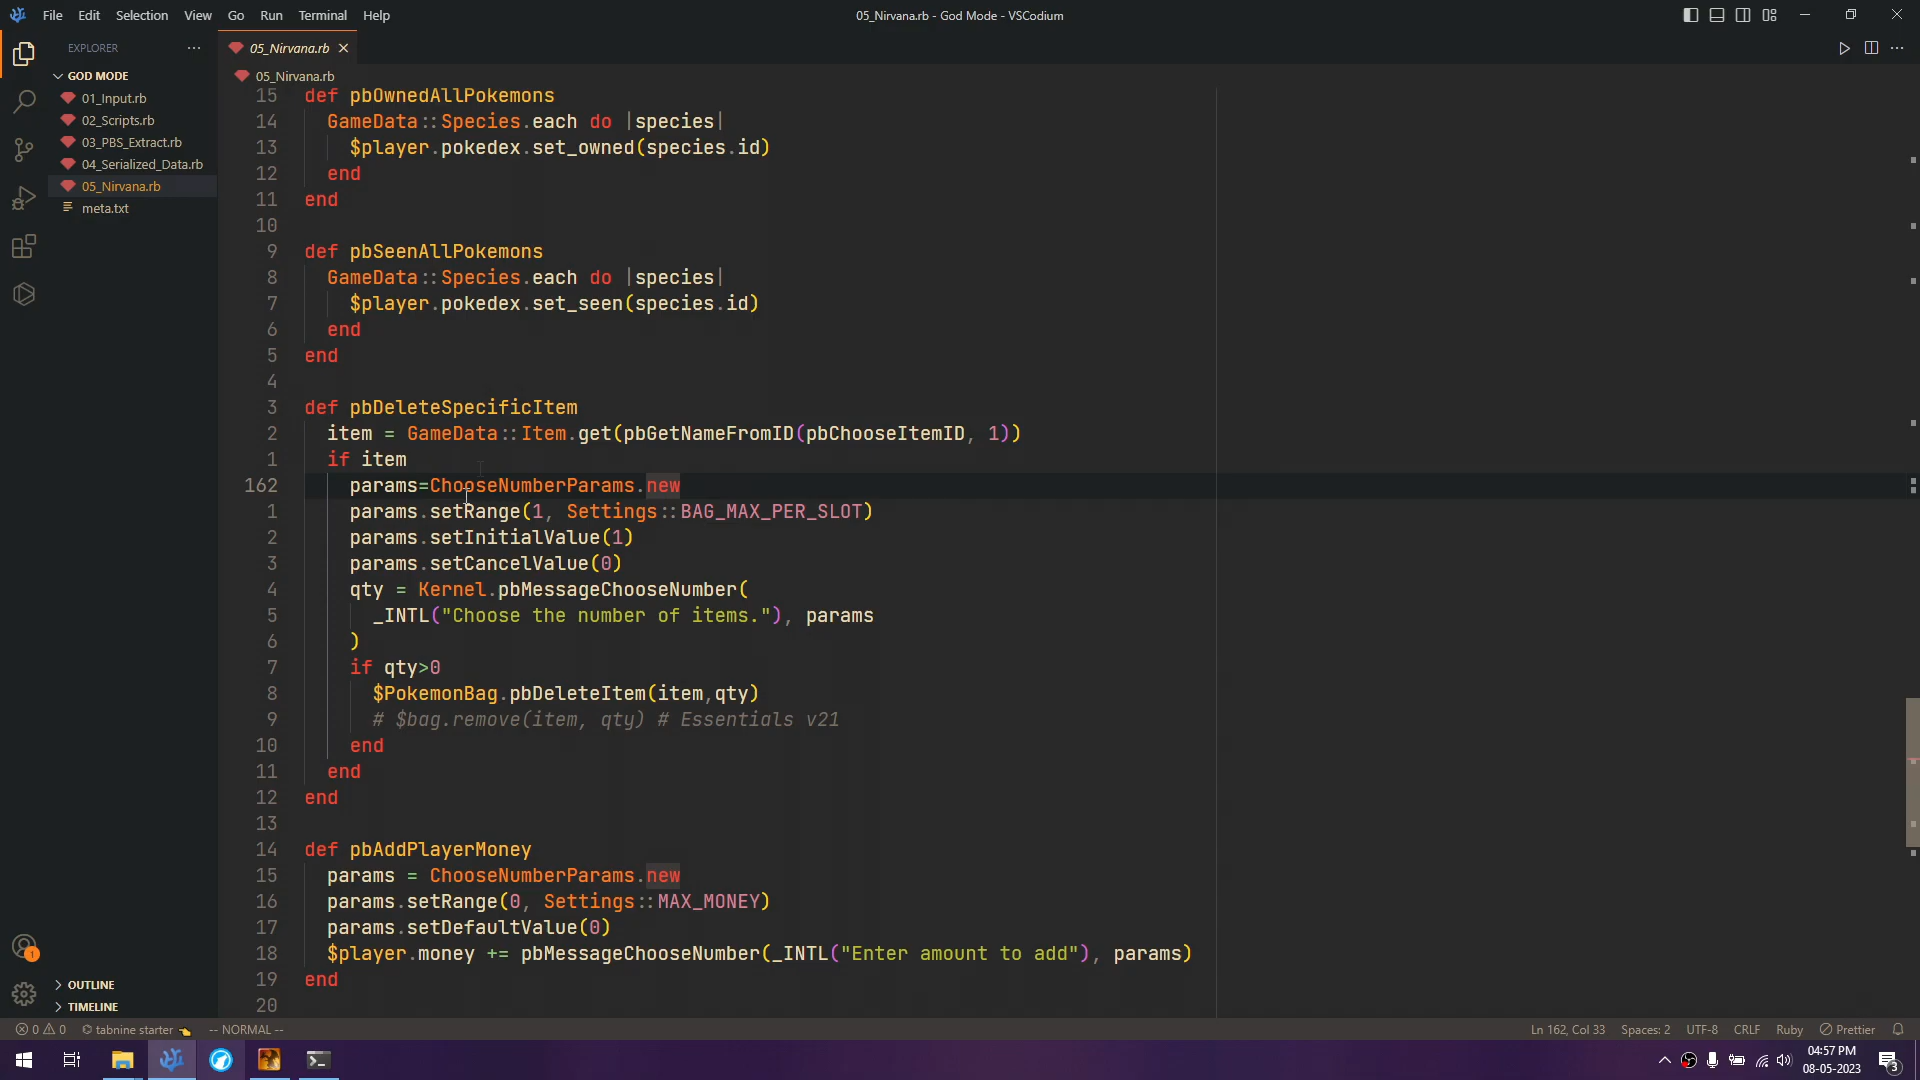 File Edit Selection View Go Run Terminal Help
05_Nirvana.rb - God Mode - VSCodium
EXPLORER
GOD MODE
01_Input.rb
02_Scripts.rb
03_PBS_Extract.rb
04_Serialized_Data.rb
05_Nirvana.rb
meta.txt
05_Nirvana.rb
05_Nirvana.rb
15 def pbOwnedAllPokemons
14 GameData::Species.each do |species|
13 $player.pokedex.set_owned(species.id)
12 end
11 end
10
9 def pbSeenAllPokemons
8 GameData::Species.each do |species|
7 $player.pokedex.set_seen(species.id)
6 end
5 end
4
3 def pbDeleteSpecificItem
2 item = GameData::Item.get(pbGetNameFromID(pbChooseItemID, 1))
1 if item
162 params=ChooseNumberParams.new
1 params.setRange(1, Settings::BAG_MAX_PER_SLOT)
2 params.setInitialValue(1)
3 params.setCancelValue(0)
4 qty = Kernel.pbMessageChooseNumber(
5 _INTL("Choose the number of items."), params
6 )
7 if qty>0
8 $PokemonBag.pbDeleteItem(item,qty)
9 # $bag.remove(item, qty) # Essentials v21
10 end
11 end
12 end
13
14 def pbAddPlayerMoney
15 params = ChooseNumberParams.new
16 params.setRange(0, Settings::MAX_MONEY)
17 params.setDefaultValue(0)
18 $player.money += pbMessageChooseNumber(_INTL("Enter amount to add"), params)
19 end
20
1
OUTLINE
TIMELINE
0 0 tabnine starter -- NORMAL -- Ln 162, Col 33 Spaces: 2 UTF-8 CRLF Ruby Prettier
04:57 PM
08-05-2023
3